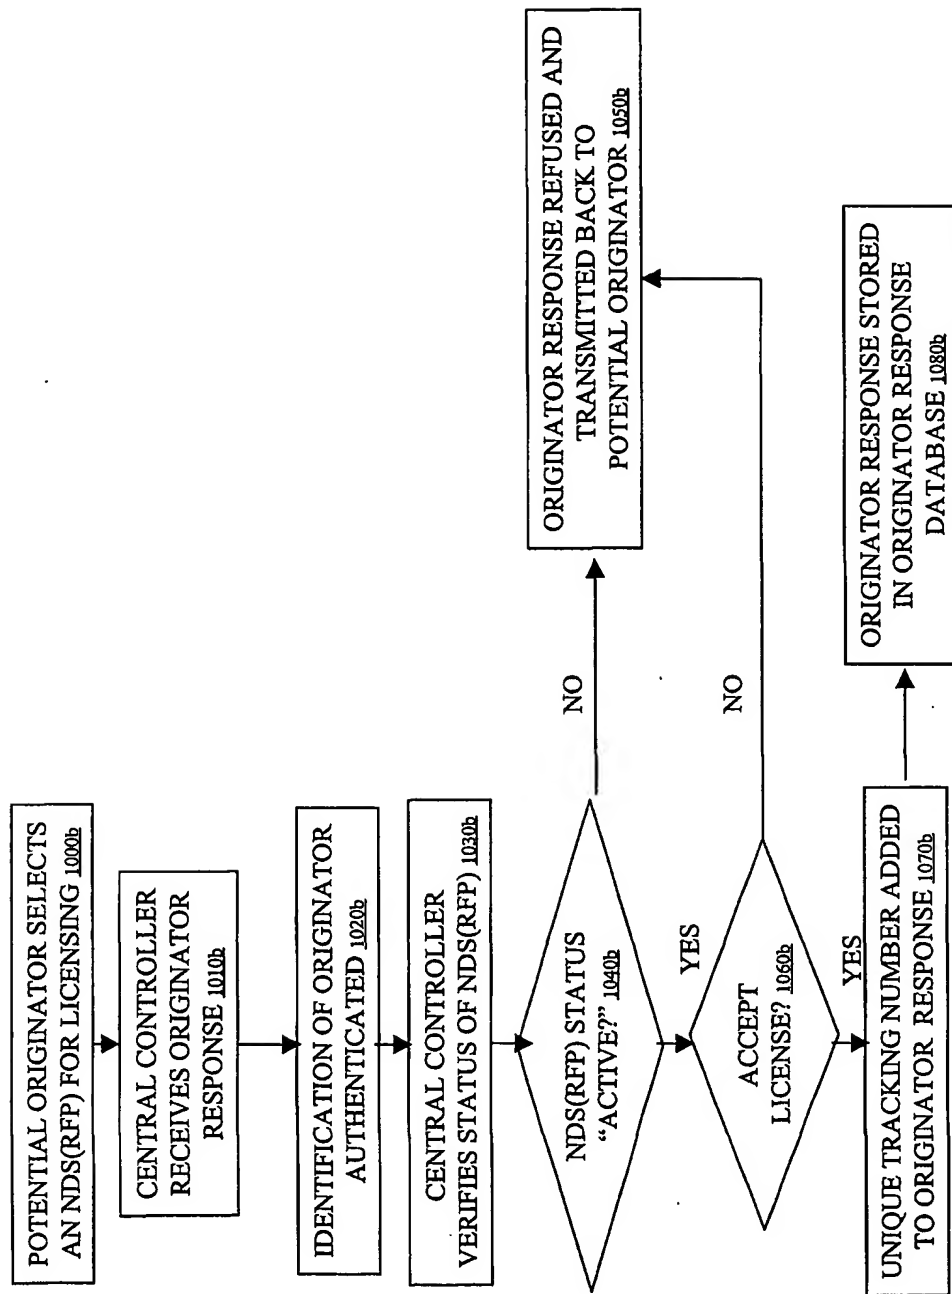 POTENTIAL ORIGINATOR SELECTS
AN NDS(RFP) FOR LICENSING 1000b
CENTRAL CONTROLLER
RECEIVES ORIGINATOR
RESPONSE 1010b
IDENTIFICATION OF ORIGINATOR
AUTHENTICATED 1020b
CENTRAL CONTROLLER
VERIFIES STATUS OF NDS(RFP) 1030b
NDS(RFP) STATUS
“ACTIVE?” 1040b
NO
ORIGINATOR RESPONSE REFUSED AND
TRANSMITTED BACK TO
POTENTIAL ORIGINATOR 1050b
YES
ACCEPT
LICENSE? 1060b
NO
YES
UNIQUE TRACKING NUMBER ADDED
TO ORIGINATOR RESPONSE 1070b
ORIGINATOR RESPONSE STORED
IN ORIGINATOR RESPONSE
DATABASE 1080b